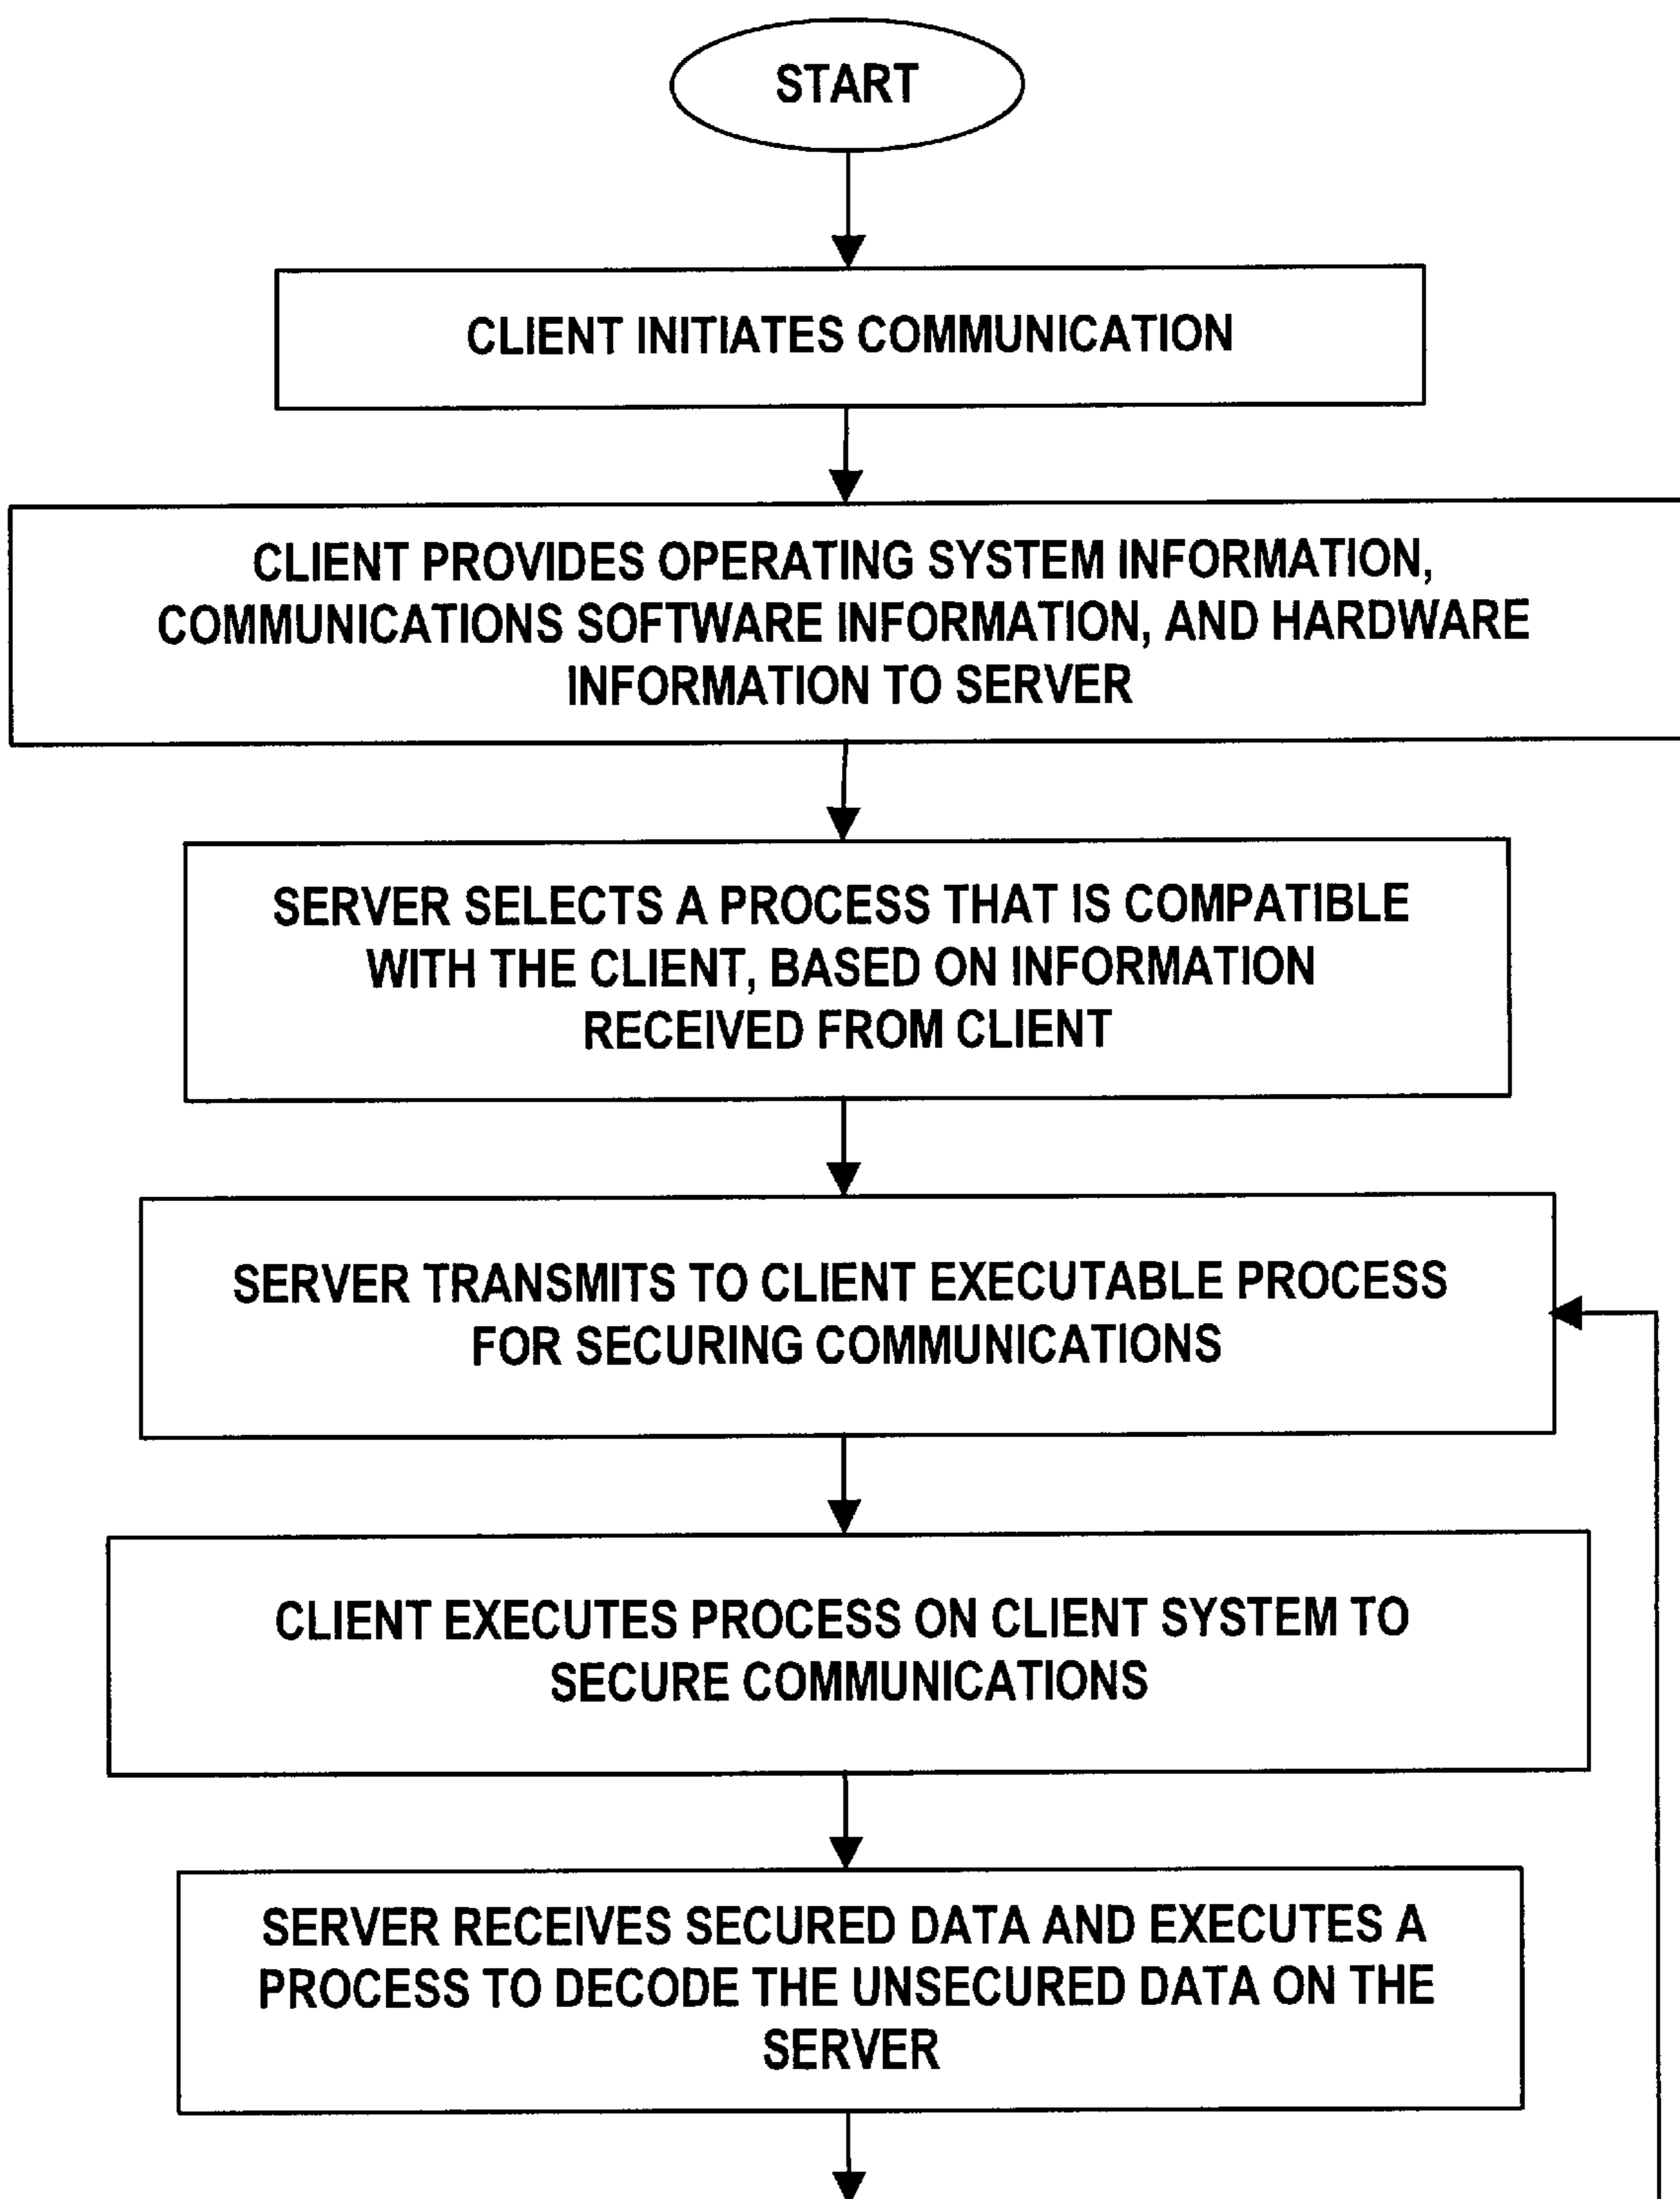 START
CLIENT INITIATES COMMUNICATION
CLIENT PROVIDES OPERATING SYSTEM INFORMATION,
COMMUNICATIONS SOFTWARE INFORMATION, AND HARDWARE
INFORMATION TO SERVER
SERVER SELECTS A PROCESS THAT IS COMPATIBLE
WITH THE CLIENT, BASED ON INFORMATION
RECEIVED FROM CLIENT
SERVER TRANSMITS TO CLIENT EXECUTABLE PROCESS
FOR SECURING COMMUNICATIONS
CLIENT EXECUTES PROCESS ON CLIENT SYSTEM TO
SECURE COMMUNICATIONS
SERVER RECEIVES SECURED DATA AND EXECUTES A
PROCESS TO DECODE THE UNSECURED DATA ON THE
SERVER